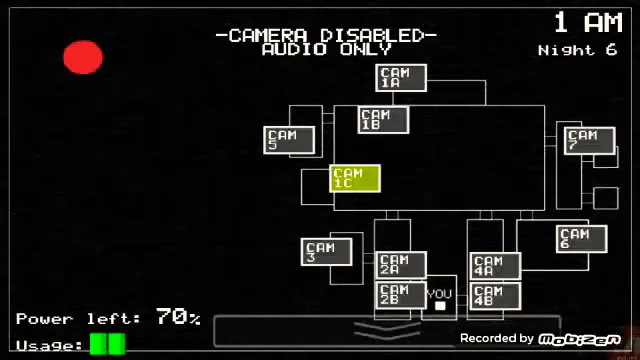 1 AM
-CAMERA DISABLED-
AUDIO ONLY
Night 6
CAM
1A
CAM
1B
CAM
5
CAM
7
CAM
1C
CAM
6
CAM
3
CAM
2A
CAM
4A
CAM
2B
YOU
CAM
4B
Power left: 70%
Usage:
Recorded by Mobizen